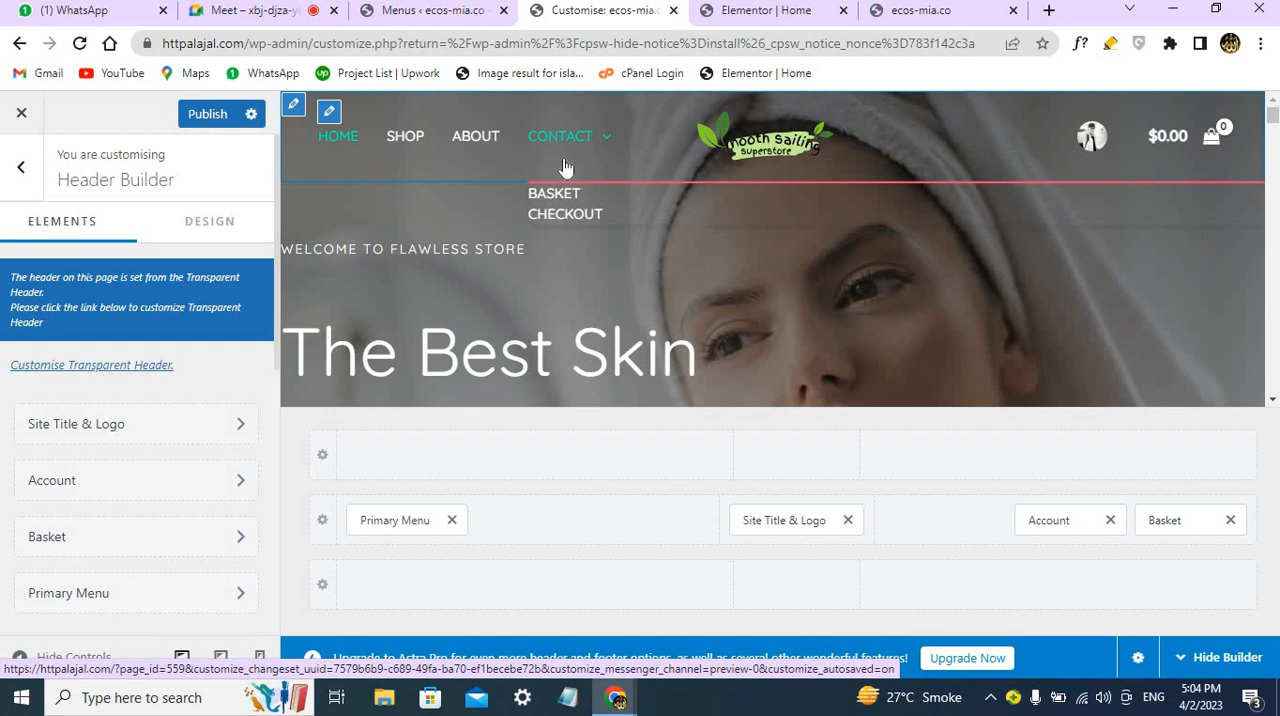 (1) WhatsApp
Meet – xbj-djza-y
Menus ‹ ecos-mia.co –
Customise: ecos-mia.c
Elementor | Home
ecos-mia.co
httpalajal.com/wp-admin/customize.php?return=%2Fwp-admin%2F%3Fcpsw-hide-notice%3Dinstall%26_cpsw_notice_nonce%3D783f142c3a
f?
Gmail
YouTube
Maps
WhatsApp
Project List | Upwork
Image result for isla...
cPanel Login
Elementor | Home
Publish
You are customising
Header Builder
ELEMENTS
DESIGN
The header on this page is set from the Transparent
Header.
Please click the link below to customize Transparent
Header
Customise Transparent Header.
Site Title & Logo
Account
Basket
Primary Menu
Hide Controls
HOME
SHOP
ABOUT
CONTACT
mooth sailing
superstore
$0.00
0
BASKET
CHECKOUT
WELCOME TO FLAWLESS STORE
The Best Skin
Primary Menu
Site Title & Logo
Account
Basket
Upgrade to Astra Pro for even more header and footer options, as well as several other wonderful features!
Upgrade Now
Hide Builder
https://httpalajal.com/?page_id=559&customize_changeset_uuid=7579b6b9-c689-49fa-ba70-ef1becebe72b&customize_messenger_channel=preview-0&customize_autosaved=on
Type here to search
27°C Smoke
ENG
5:04 PM
4/2/2023
3